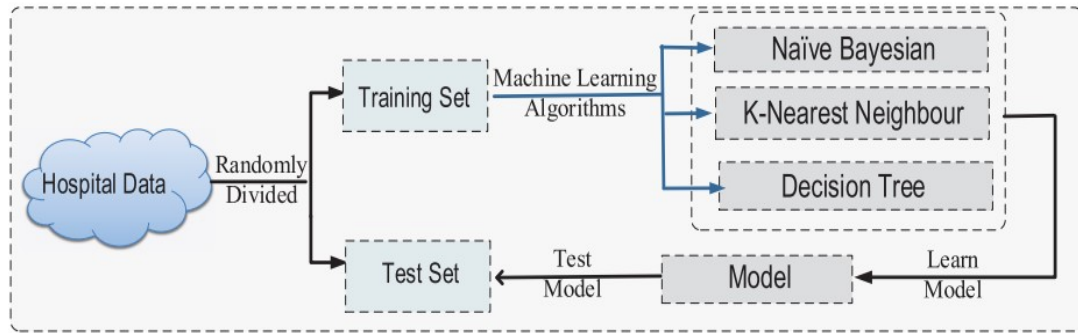 Hospital Data
Randomly
Divided
Training Set
Machine Learning
Algorithms
Naïve Bayesian
K-Nearest Neighbour
Decision Tree
Learn
Model
Model
Test
Model
Test Set